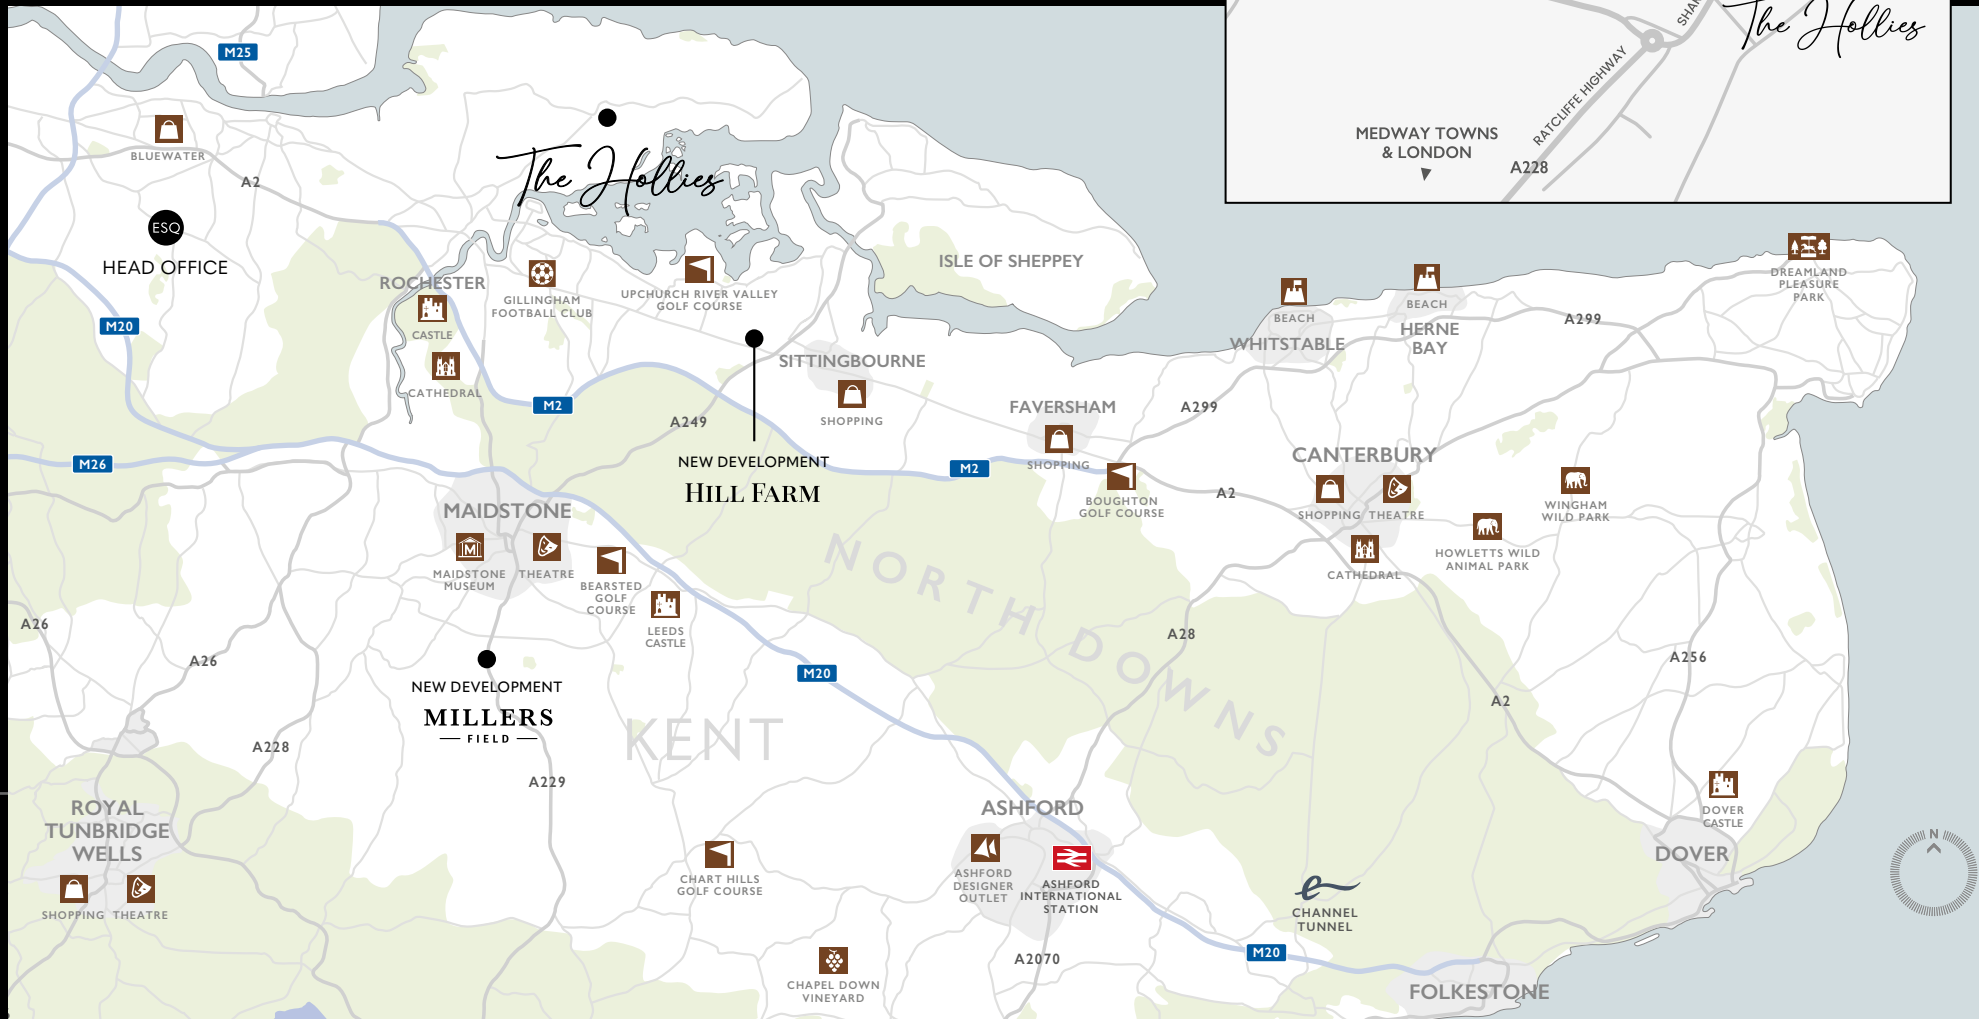 The Hollies
RATCLIFFE HIGHWAY
MEDWAY TOWNS
& LONDON
A228
M25
BLUEWATER
A2
ESQ
HEAD OFFICE
The Hollies
ROCHESTER
CASTLE
CATHEDRAL
GILLINGHAM
FOOTBALL CLUB
UPCHURCH RIVER VALLEY
GOLF COURSE
ISLE OF SHEPPEY
M20
M2
A249
SITTINGBOURNE
SHOPPING
NEW DEVELOPMENT
HILL FARM
BEACH
WHITSTABLE
BEACH
HERNE
BAY
A299
DREAMLAND
PLEASURE
PARK
A299
FAVERSHAM
SHOPPING
M2
BOUGHTON
GOLF COURSE
A2
CANTERBURY
SHOPPING
THEATRE
CATHEDRAL
WINGHAM
WILD PARK
HOWLETTS WILD
ANIMAL PARK
M26
MAIDSTONE
MAIDSTONE
MUSEUM
THEATRE
BEARSTED
GOLF
COURSE
LEEDS
CASTLE
NORTH DOWNS
A26
A26
A28
A256
A2
M20
NEW DEVELOPMENT
MILLERS
FIELD
KENT
A228
A229
ROYAL
TUNBRIDGE
WELLS
SHOPPING
THEATRE
CHART HILLS
GOLF COURSE
ASHFORD
ASHFORD
DESIGNER
OUTLET
ASHFORD
INTERNATIONAL
STATION
CHANNEL
TUNNEL
DOVER
CASTLE
DOVER
N
CHAPEL DOWN
VINEYARD
A2070
M20
FOLKESTONE